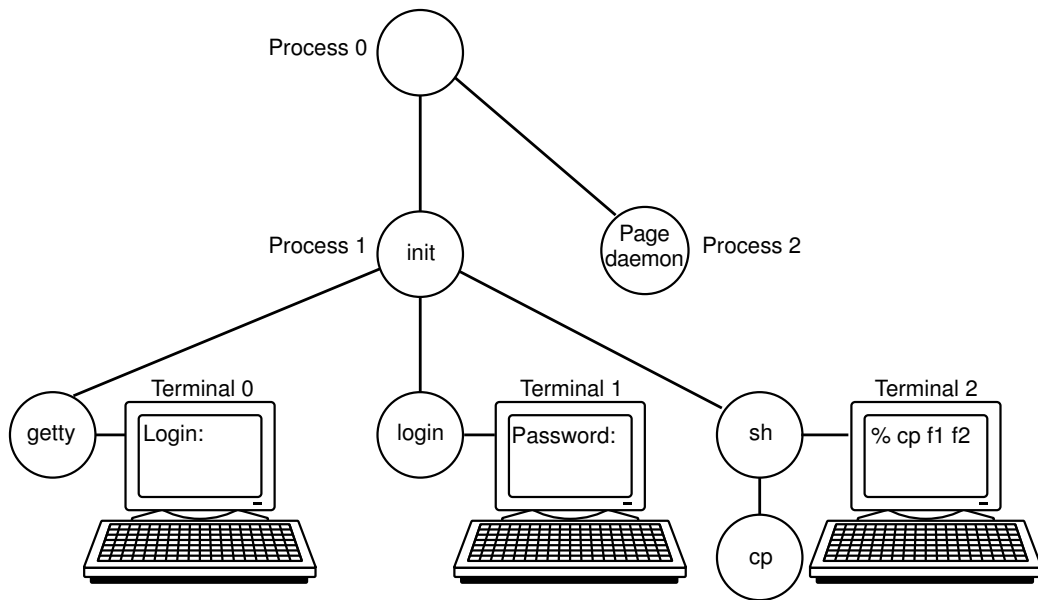 Process 0
Process 1
init
Page
daemon
Process 2
Terminal 0
Terminal 1
Terminal 2
getty
Login:
login
Password:
sh
% cp f1 f2
cp